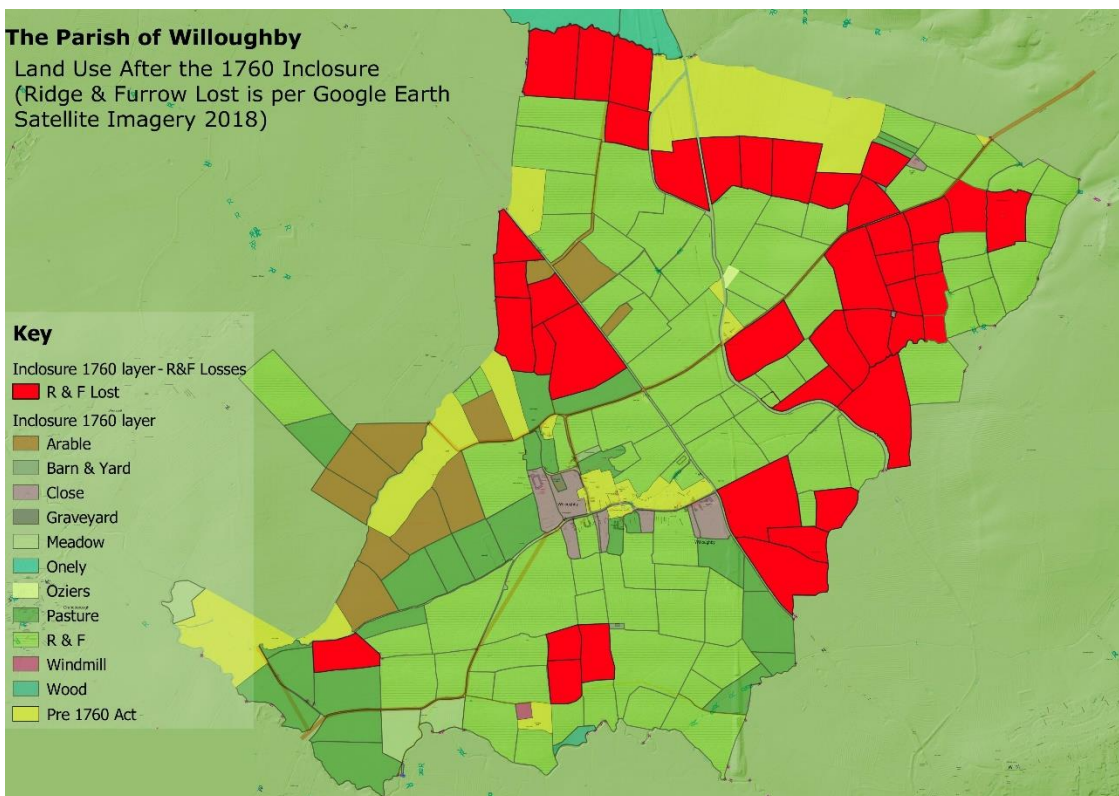 The Parish of Willoughby
Land Use After the 1760 Inclosure
(Ridge & Furrow Lost is per Google Earth
Satellite Imagery 2018)
Key
Inclosure 1760 layer-R&F Losses
R & F Lost
Inclosure 1760 layer
Arable
Barn & Yard
Close
Graveyard
Meadow
Onely
Oziers
Pasture
R & F
Windmill
Wood
Pre 1760 Act